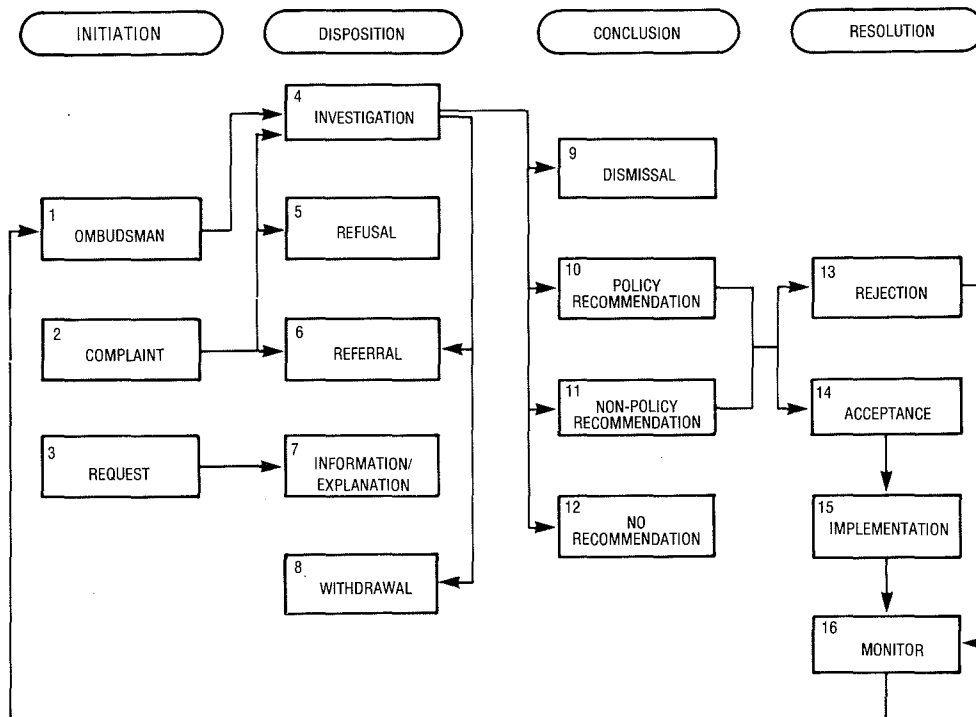 INITIATION
DISPOSITION
CONCLUSION
RESOLUTION
1
OMBUDSMAN
2
COMPLAINT
3
REQUEST
4
INVESTIGATION
5
REFUSAL
6
REFERRAL
7
INFORMATION/
EXPLANATION
8
WITHDRAWAL
9
DISMISSAL
10
POLICY
RECOMMENDATION
11
NON-POLICY
RECOMMENDATION
12
NO
RECOMMENDATION
13
REJECTION
14
ACCEPTANCE
15
IMPLEMENTATION
16
MONITOR